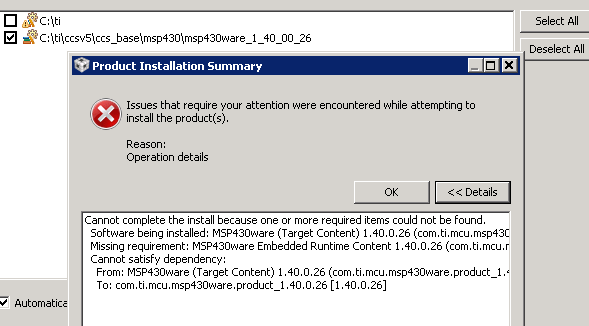 C:\ti
C:\ti\ccsv5\ccs_base\msp430\msp430ware_1_40_00_26
Select All
Deselect All
Product Installation Summary
Issues that require your attention were encountered while attempting to
install the product(s).
Reason:
Operation details
OK
<< Details
Cannot complete the install because one or more required items could not be found.
Software being installed: MSP430ware (Target Content) 1.40.0.26 (com.ti.mcu.msp430
Missing requirement: MSP430ware Embedded Runtime Content 1.40.0.26 (com.ti.mcu.m
Cannot satisfy dependency:
From: MSP430ware (Target Content) 1.40.0.26 (com.ti.mcu.msp430ware.product_1.4
To: com.ti.mcu.msp430ware.product_1.40.0.26 [1.40.0.26]
Automatica